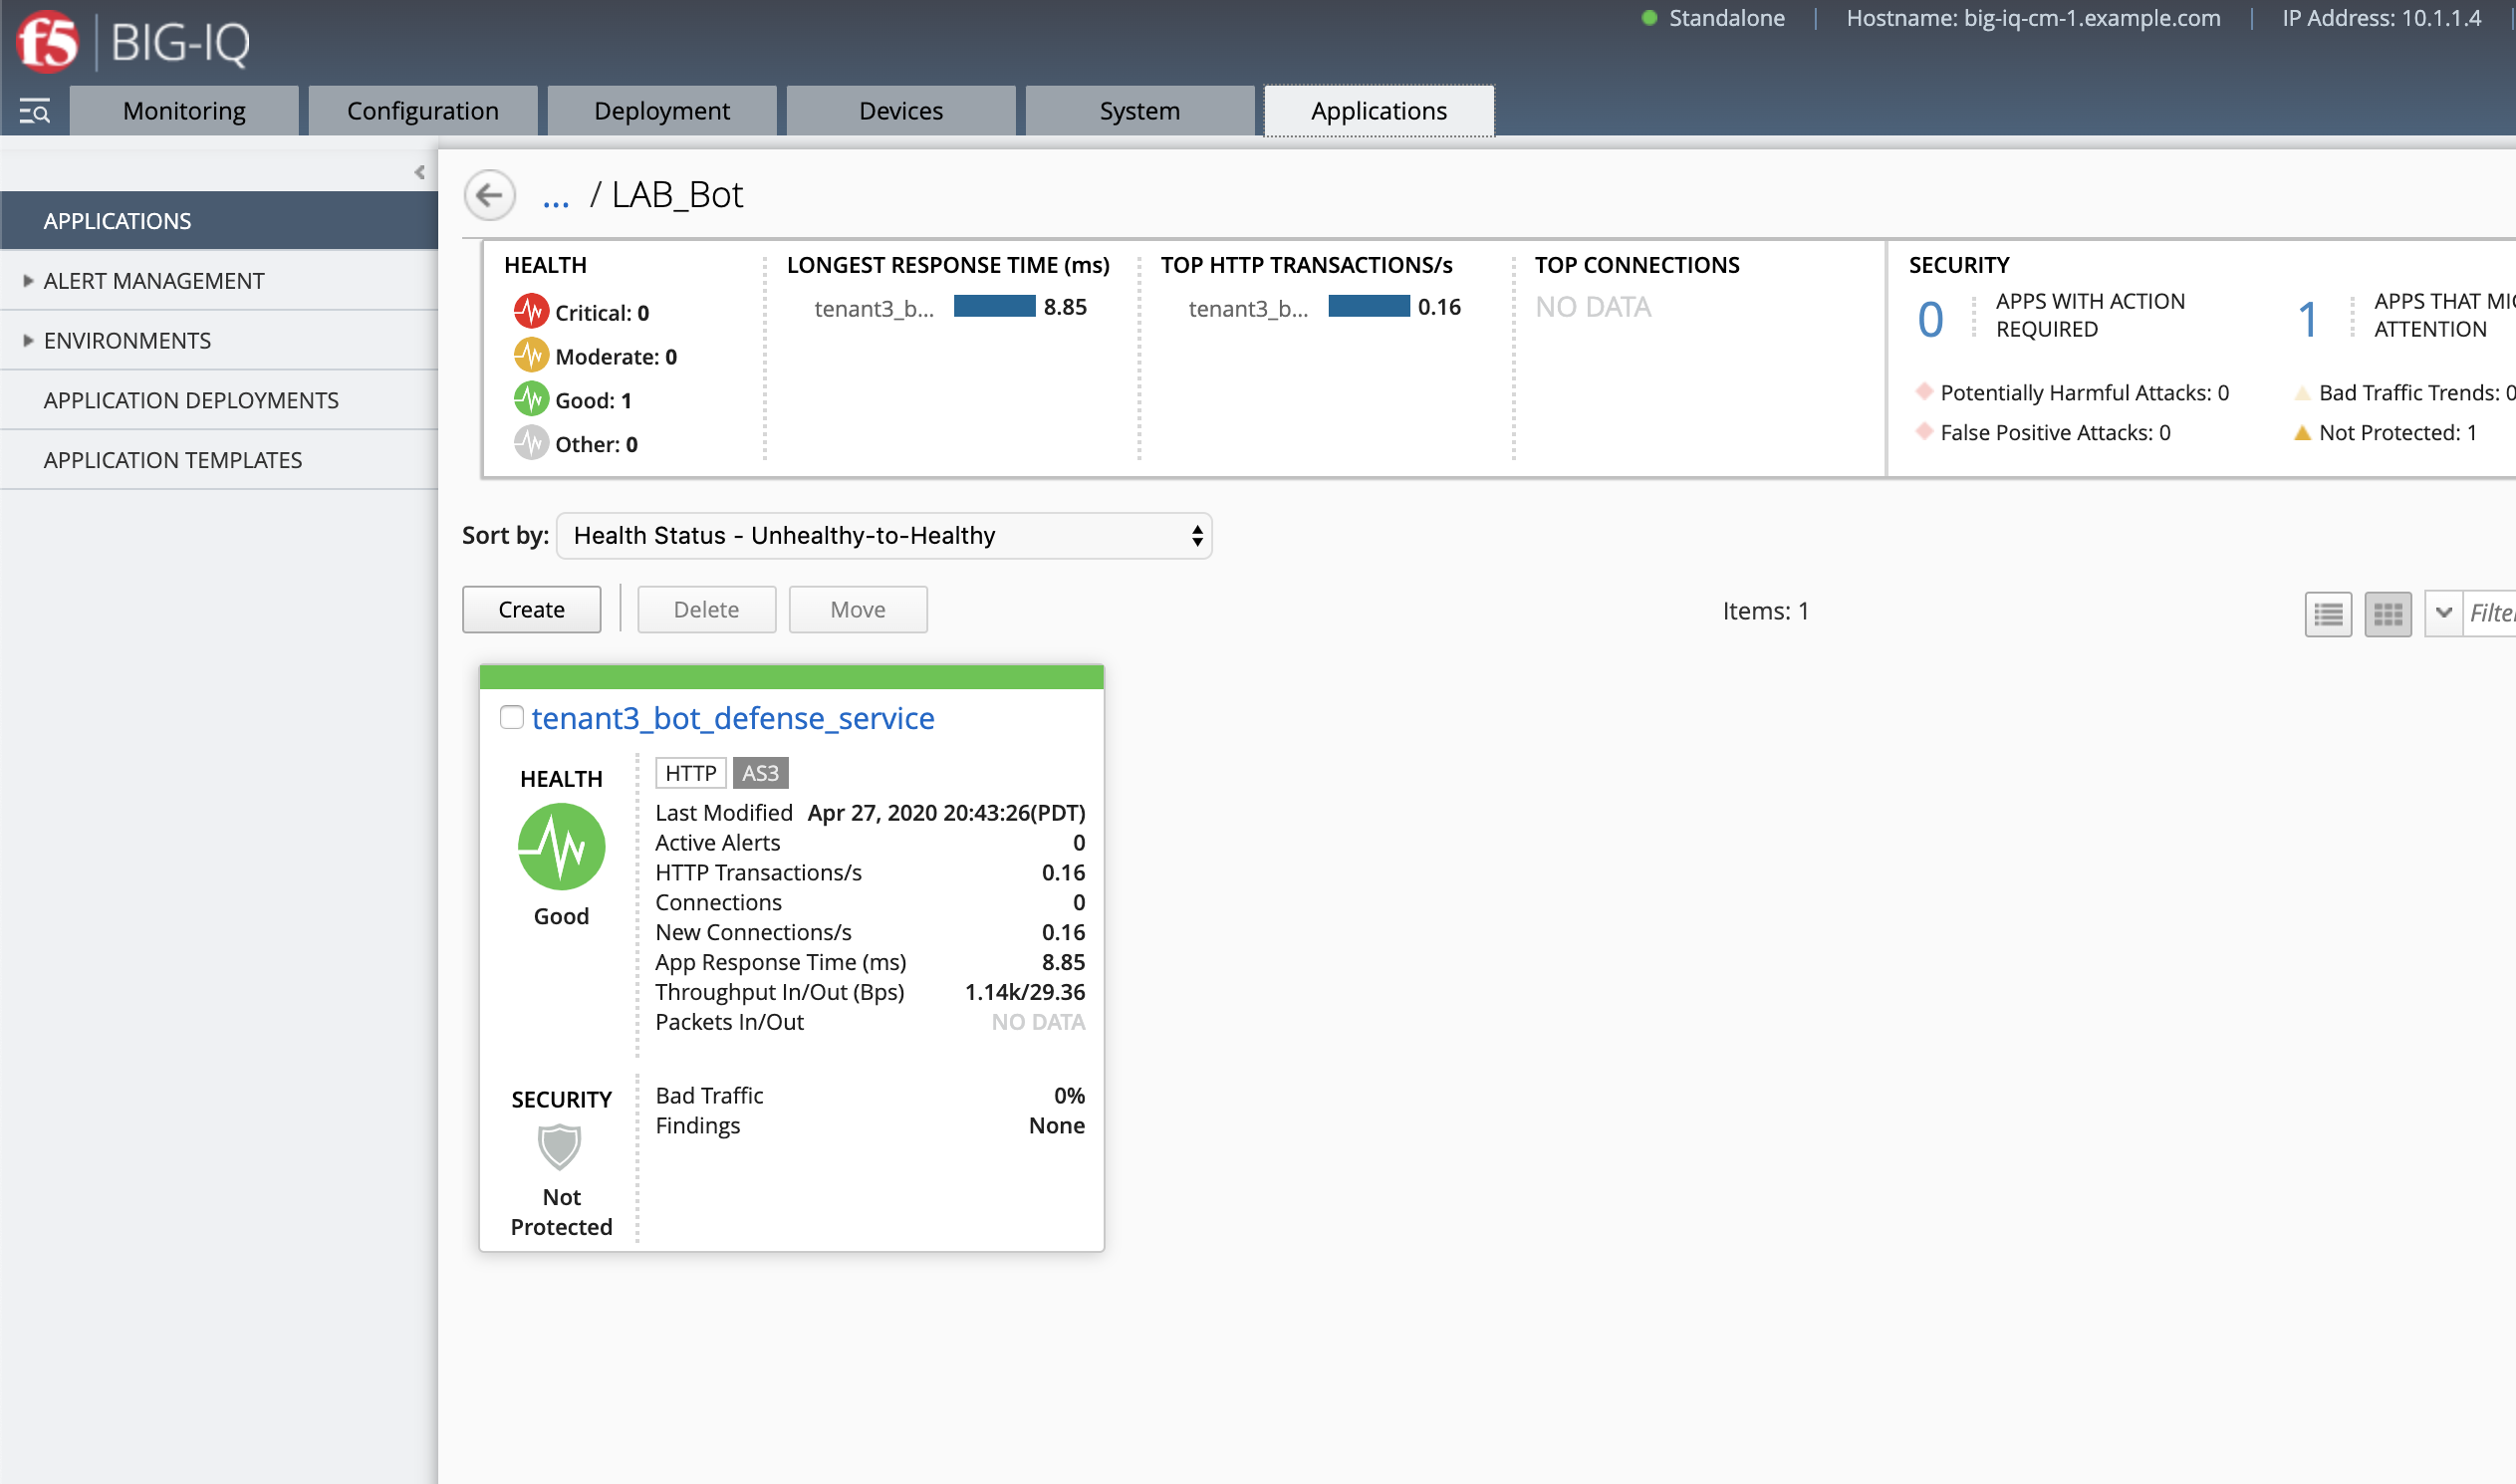 f5 BIG-IQ
Standalone
Hostname: big-iq-cm-1.example.com
IP Address: 10.1.1.4
Monitoring
Configuration
Deployment
Devices
System
Applications
APPLICATIONS
ALERT MANAGEMENT
ENVIRONMENTS
APPLICATION DEPLOYMENTS
APPLICATION TEMPLATES
... / LAB_Bot
HEALTH
Critical: 0
Moderate: 0
Good: 1
Other: 0
LONGEST RESPONSE TIME (ms)
tenant3_b... 8.85
TOP HTTP TRANSACTIONS/s
tenant3_b... 0.16
TOP CONNECTIONS
NO DATA
SECURITY
0 APPS WITH ACTION
REQUIRED
Potentially Harmful Attacks: 0
False Positive Attacks: 0
1 APPS THAT
ATTENTION
Bad Traffic Trends: 0
Not Protected: 1
Sort by: Health Status - Unhealthy-to-Healthy
Create
Delete
Move
Items: 1
tenant3_bot_defense_service
HEALTH
Good
HTTP AS3
Last Modified Apr 27, 2020 20:43:26(PDT)
Active Alerts 0
HTTP Transactions/s 0.16
Connections 0
New Connections/s 0.16
App Response Time (ms) 8.85
Throughput In/Out (Bps) 1.14k/29.36
Packets In/Out NO DATA
SECURITY
Not
Protected
Bad Traffic 0%
Findings None